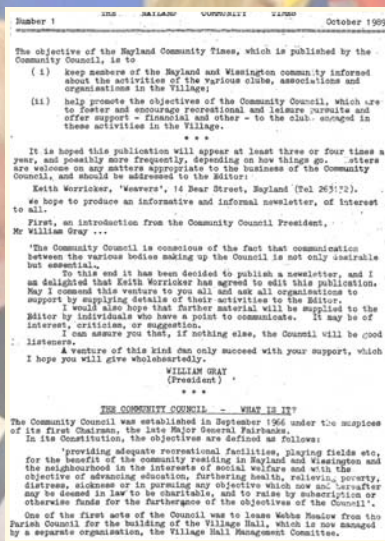 THE NAYLAND COMMUNITY TIMES
Number 1 October 1989
The objective of the Nayland Community Times, which is published by the
Community Council, is to
(i) keep members of the Nayland and Wissington community informed
about the activities of the various clubs, associations and
organisations in the Village;
(ii) help promote the objectives of the Community Council, which are
to foster and encourage recreational and leisure pursuits and
offer support - financial and other - to the clubs engaged in
these activities in the Village.
* * *
It is hoped this publication will appear at least three or four times a
year, and possibly more frequently, depending on how things go. Letters
are welcome on any matters appropriate to the business of the Community
Council, and should be addressed to the Editor:
Keith Worricker, 'Weavers', 14 Bear Street, Nayland (Tel
We hope to produce an informative and informal newsletter, of interest
to all.
First, an introduction from the Community Council President,
Mr William Gray ...
'The Community Council is conscious of the fact that communication
between the various bodies making up the Council is not only desirable
but essential.
To this end it has been decided to publish a newsletter, and I
am delighted that Keith Worricker has agreed to edit this publication.
May I commend this venture to you all and ask all organisations to
support by supplying details of their activities to the Editor.
I would also hope that further material will be supplied to the
Editor by individuals who have a point to communicate. It may be of
interest, criticism, or suggestion.
I can assure you that, if nothing else, the Council will be good
listeners.
A venture of this kind can only succeed with your support, which
I hope you will give wholeheartedly.
WILLIAM GRAY
(President)
* * *
THE COMMUNITY COUNCIL - WHAT IS IT?
The Community Council was established in September 1966 under the auspices
of its first Chairman, the late Major General Fairbanks.
In its Constitution, the objectives are defined as follows:
'providing adequate recreational facilities, playing fields etc,
for the benefit of the community residing in Nayland and Wissington and
the neighbourhood in the interests of social welfare and with the
objective of advancing education, furthering health, relieving poverty,
distress, sickness or in pursuing any objective which now and hereafter
may be deemed in law to be charitable, and to raise by subscription or
otherwise funds for the furtherance of the objectives of the Council'.
One of the first acts of the Council was to lease Webbs Meadow from the
Parish Council for the building of the Village Hall, which is now managed
by a separate organisation, the Village Hall Management Committee.